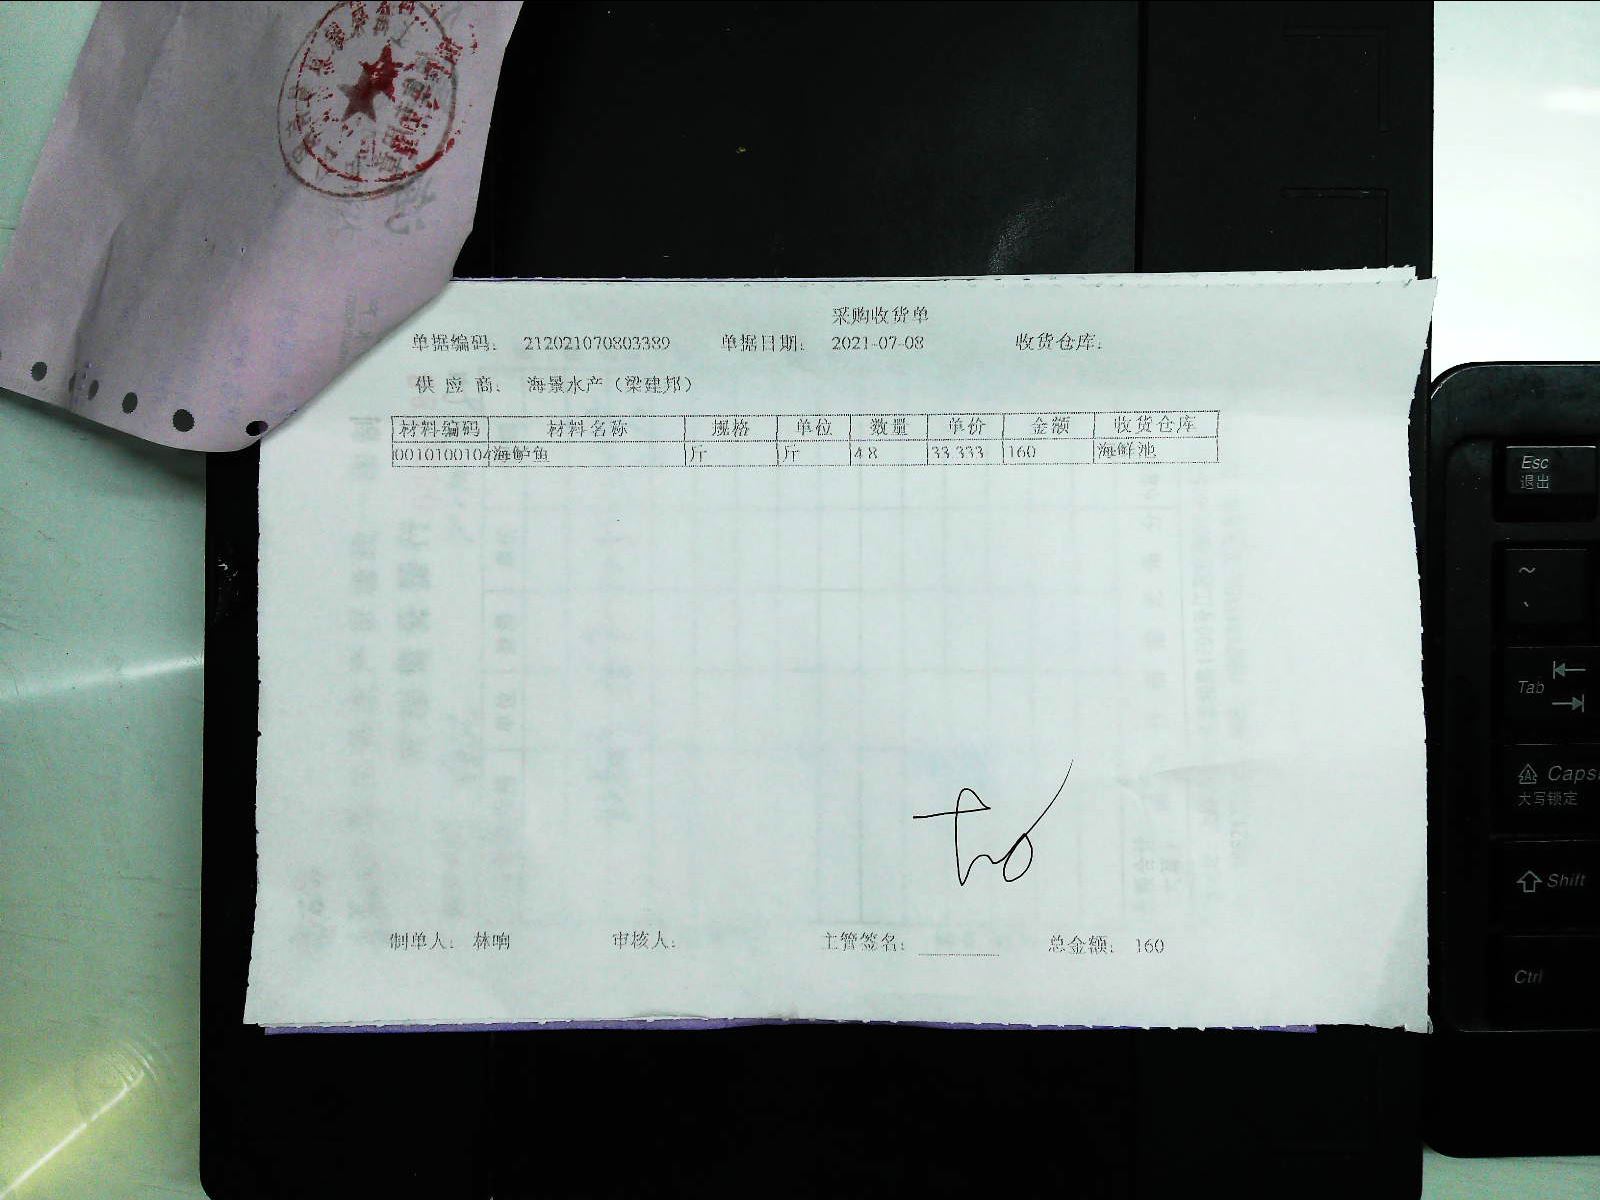 采购收货单
单据编码： 212021070803389 单据日期： 2021-07-08 收货仓库：
供 应 商： 海景水产（梁建邦）
材料编码 材料名称 规格 单位 数量 单价 金额 收货仓库
0010100104 海鲈鱼 斤 斤 4.8 33.333 160 海鲜池
制单人： 林响 审核人： 主管签名： 总金额： 160
Esc
退出
~
Tab
Caps
大写锁定
Shift
Ctrl